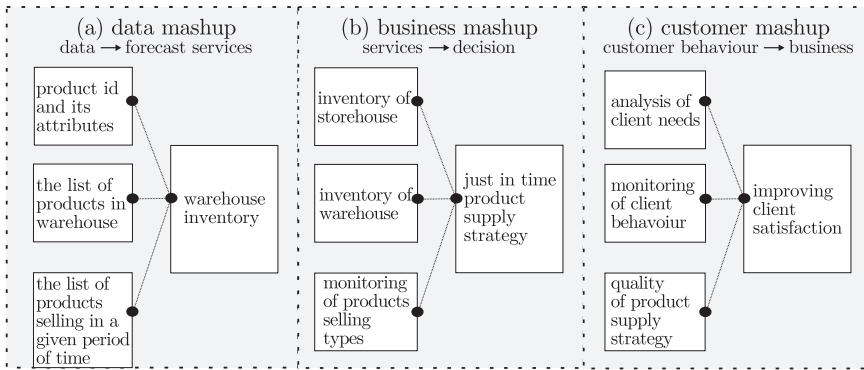 (a) data mashup
data → forecast services
product id
and its
attributes
the list of
products in
warehouse
the list of
products
selling in a
given period
of time
warehouse
inventory
(b) business mashup
services → decision
inventory of
storehouse
inventory of
warehouse
monitoring
of products
selling
types
just in time
product
supply
strategy
(c) customer mashup
customer behaviour → business
analysis of
client needs
monitoring
of client
behavoiur
quality
of product
supply
strategy
improving
client
satisfaction